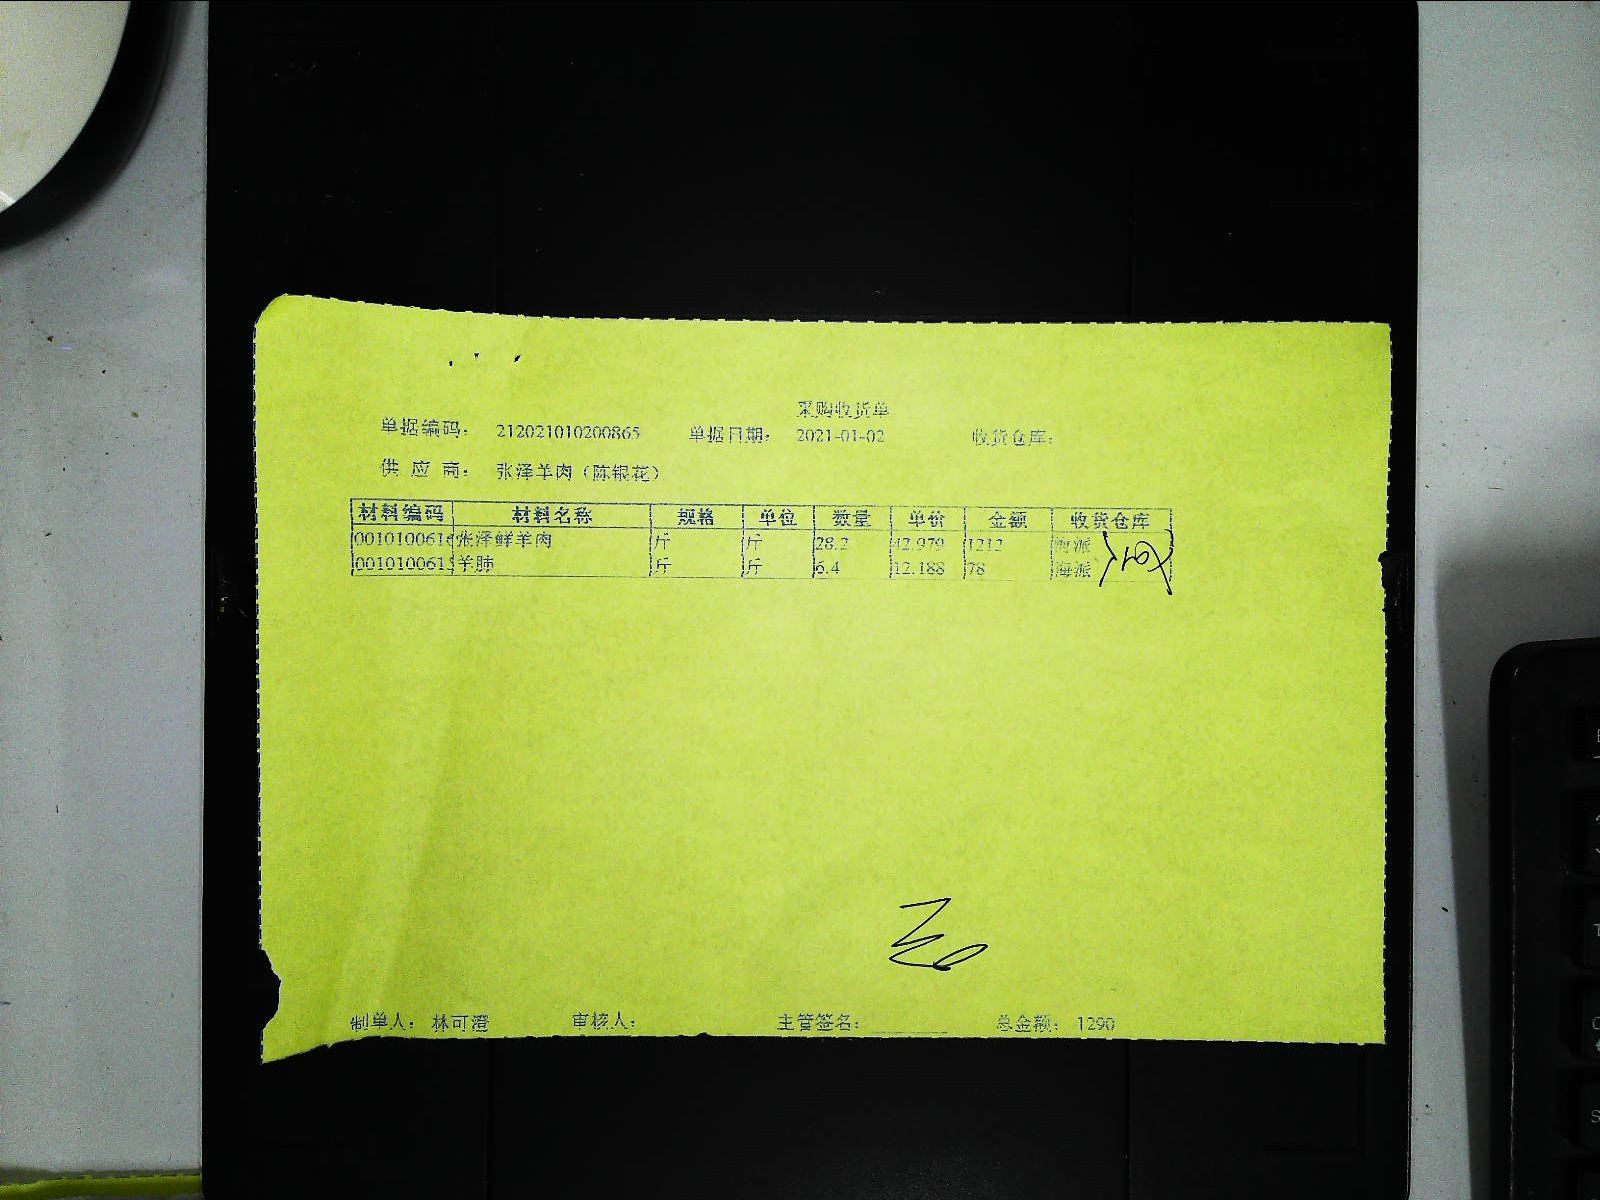 采购收货单
单据编码： 212021010200865 单据日期： 2021-01-02 收货仓库：
供 应 商： 张泽羊肉（陈银花）
材料编码 材料名称 规格 单位 数量 单价 金额 收货仓库
张泽鲜羊肉 斤 斤 28.2 42.979 1212 海派
羊肺 斤 斤 6.4 12.188 78 海派
制单人： 林可澄 审核人： 主管签名： 总金额： 1290